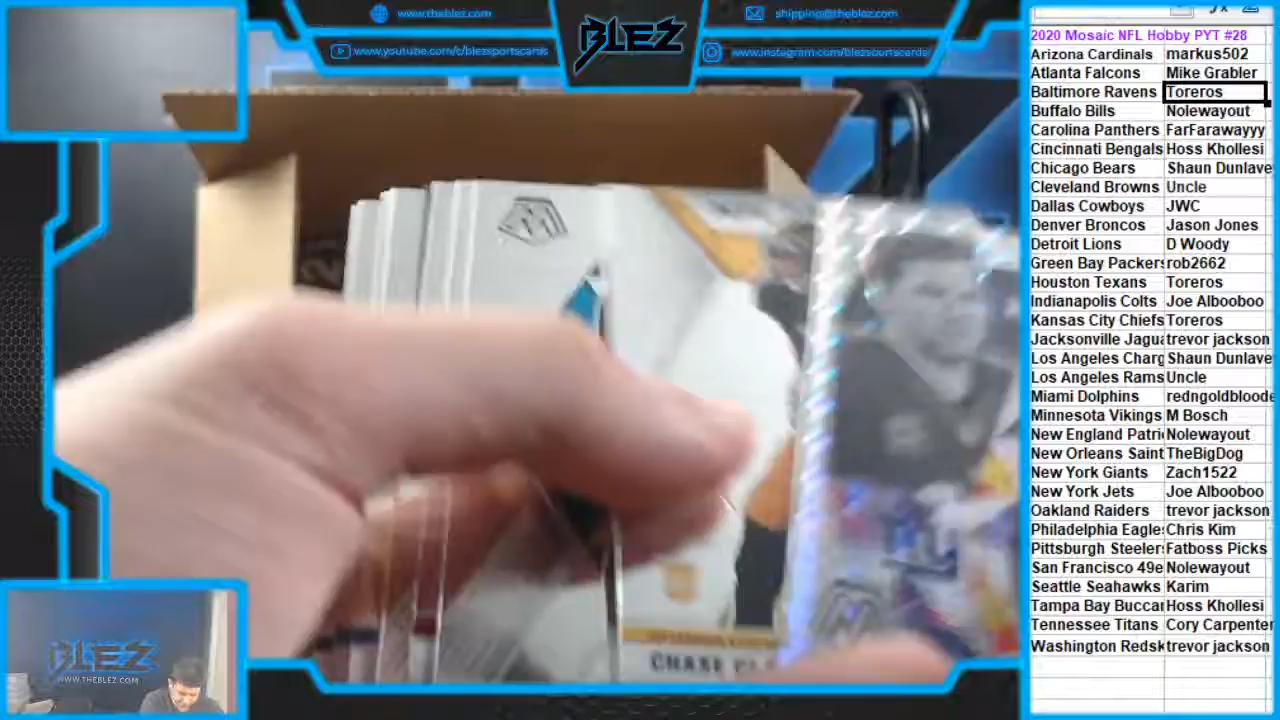 www.theblez.com
BLEZ
shipping@theblez.com
www.youtube.com/c/blezsportscards
www.instagram.com/blezsportscards
2020 Mosaic NFL Hobby PYT #28
Arizona Cardinals markus502
Atlanta Falcons Mike Grabler
Baltimore Ravens Toreros
Buffalo Bills Nolewayout
Carolina Panthers FarFarawayyy
Cincinnati Bengals Hoss Khollesi
Chicago Bears Shaun Dunlave
Cleveland Browns Uncle
Dallas Cowboys JWC
Denver Broncos Jason Jones
Detroit Lions D Woody
Green Bay Packers rob2662
Houston Texans Toreros
Indianapolis Colts Joe Albooboo
Kansas City Chiefs Toreros
Jacksonville Jagua trevor jackson
Los Angeles Charg Shaun Dunlave
Los Angeles Rams Uncle
Miami Dolphins redngoldblood
Minnesota Vikings M Bosch
New England Patri Nolewayout
New Orleans Saint TheBigDog
New York Giants Zach1522
New York Jets Joe Albooboo
Oakland Raiders trevor jackson
Philadelphia Eagle Chris Kim
Pittsburgh Steeler Fatboss Picks
San Francisco 49e Nolewayout
Seattle Seahawks Karim
Tampa Bay Buccar Hoss Khollesi
Tennessee Titans Cory Carpenter
Washington Redsk trevor jackson
CHASE
BLEZ
WWW.THEBLEZ.COM